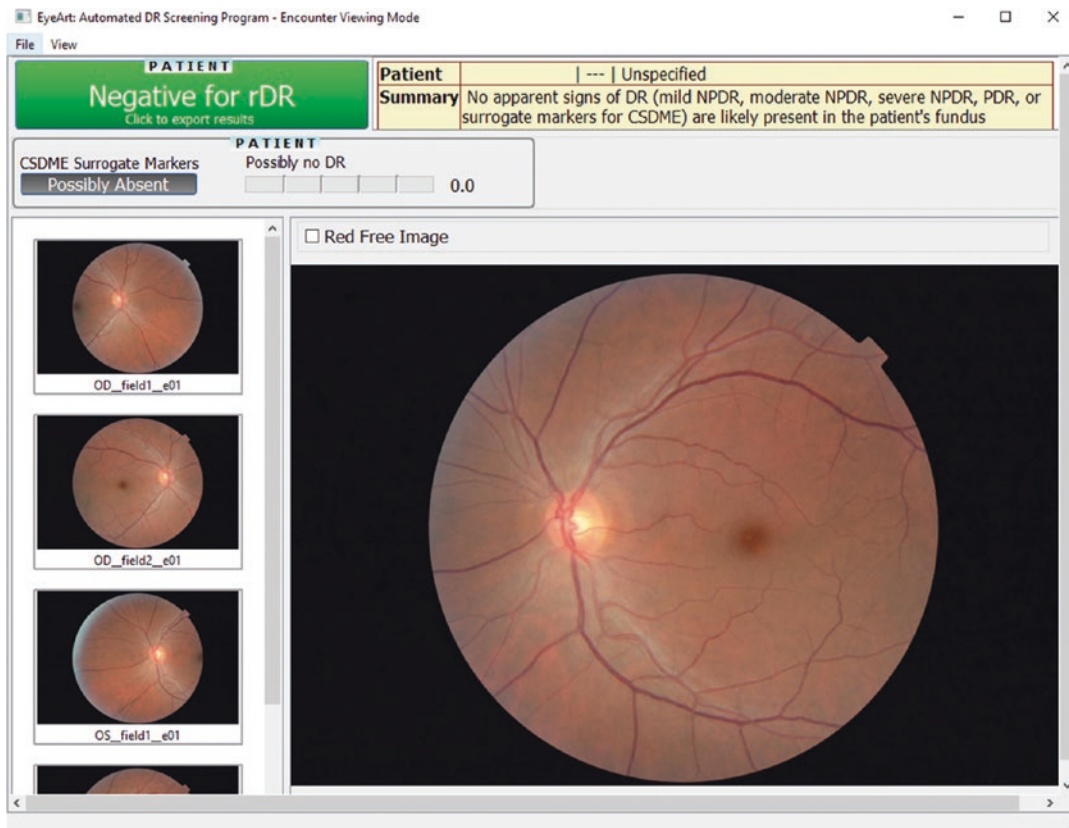 EyeArt: Automated DR Screening Program - Encounter Viewing Mode
File View
PATIENT
Negative for rDR
Click to export results
Patient | --- | Unspecified
Summary No apparent signs of DR (mild NPDR, moderate NPDR, severe NPDR, PDR, or
surrogate markers for CSDME) are likely present in the patient's fundus
PATIENT
CSDME Surrogate Markers
Possibly Absent
Possibly no DR
0.0
Red Free Image
OD__field1__e01
OD__field2__e01
OS__field1__e01